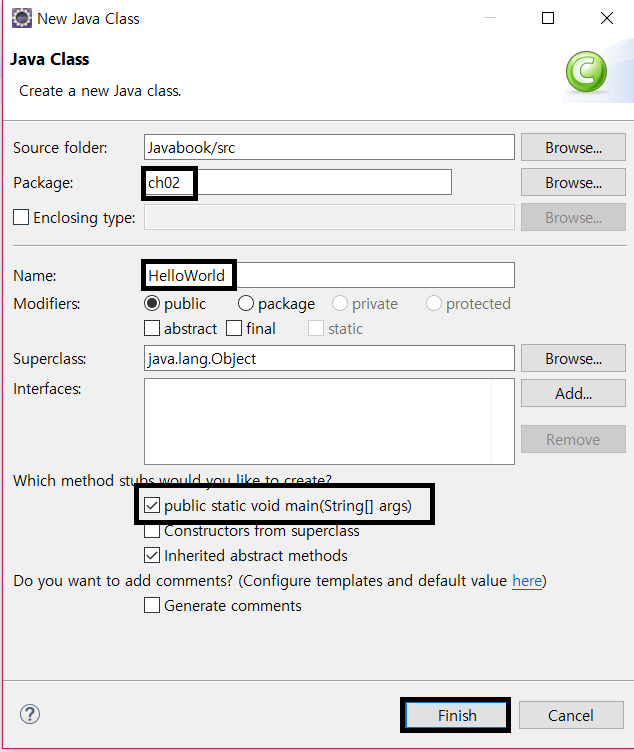 New Java Class
Java Class
Create a new Java class.
Source folder: Javabook/src Browse...
Package: ch02 Browse...
Enclosing type: Browse...
Name: HelloWorld
Modifiers: public package private protected
abstract final static
Superclass: java.lang.Object Browse...
Interfaces: Add...
Remove
Which method stubs would you like to create?
public static void main(String[] args)
Constructors from superclass
Inherited abstract methods
Do you want to add comments? (Configure templates and default value here)
Generate comments
? Finish Cancel